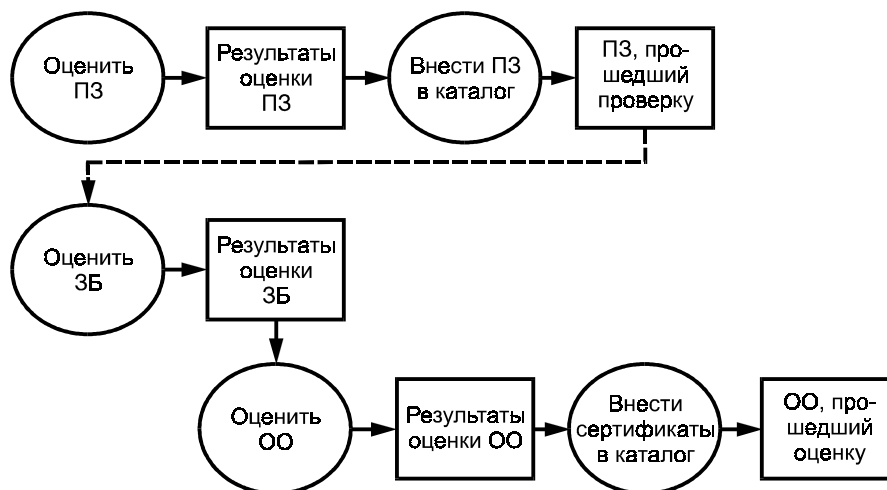 Оценить
ПЗ
Результаты
оценки
ПЗ
Внести ПЗ
в каталог
ПЗ, про-
шедший
проверку
Оценить
ЗБ
Результаты
оценки
ЗБ
Оценить
ОО
Результаты
оценки ОО
Внести
сертификаты
в каталог
ОО, про-
шедший
оценку